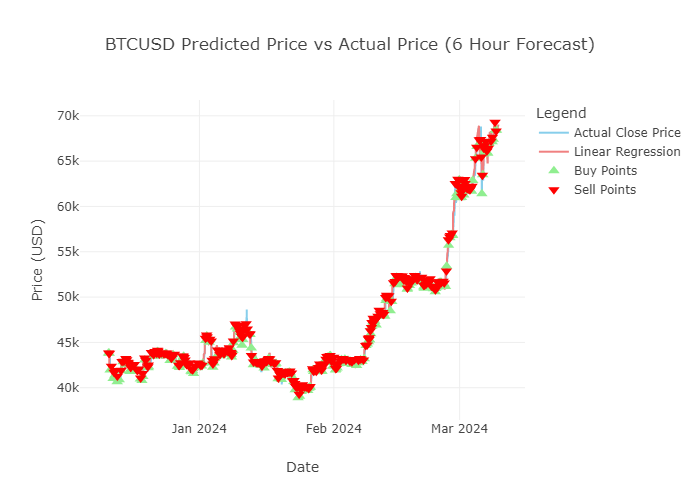 BTCUSD Predicted Price vs Actual Price (6 Hour Forecast)
Legend
Actual Close Price
Linear Regression
Buy Points
Sell Points
70k
65k
60k
55k
50k
45k
40k
Price (USD)
Jan 2024
Feb 2024
Mar 2024
Date